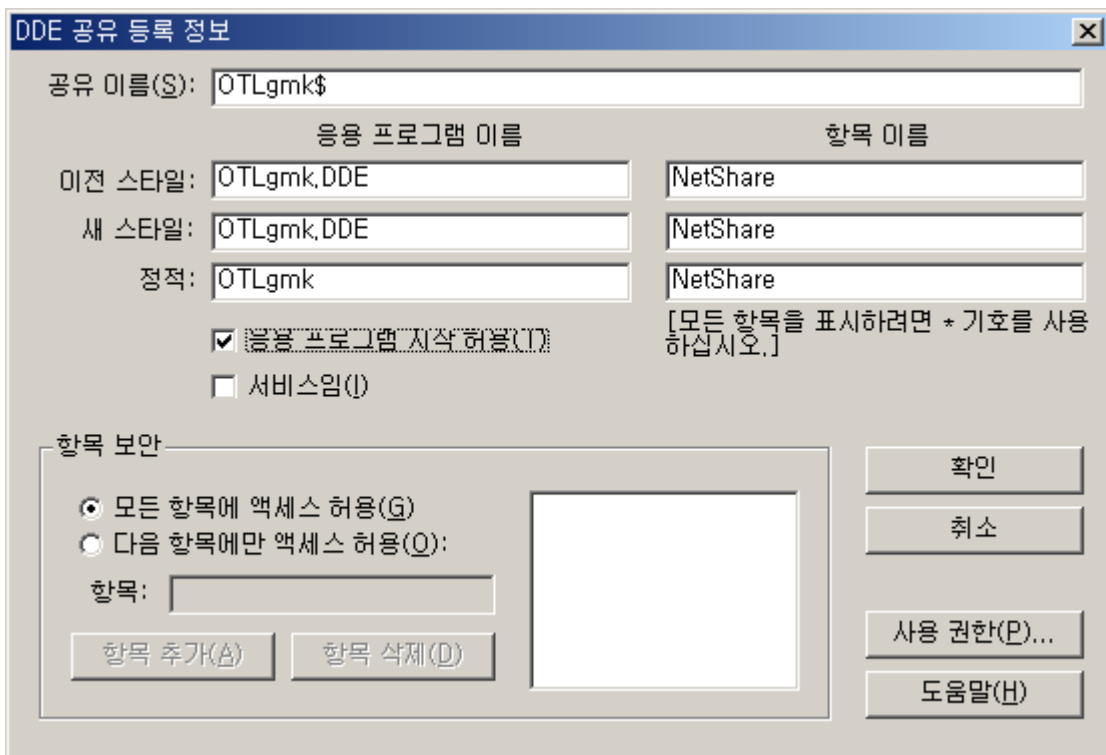 DDE 공유 등록 정보
공유 이름(S): OTLgmk$
응용 프로그램 이름 항목 이름
이전 스타일: OTLgmk,DDE NetShare
새 스타일: OTLgmk,DDE NetShare
정적: OTLgmk NetShare
[모든 항목을 표시하려면 * 기호를 사용
하십시오.]
응용 프로그램 시작 허용(T)
서비스임(I)
항목 보안
모든 항목에 액세스 허용(G)
다음 항목에만 액세스 허용(O):
항목:
항목 추가(A) 항목 삭제(D)
확인
취소
사용 권한(P)...
도움말(H)